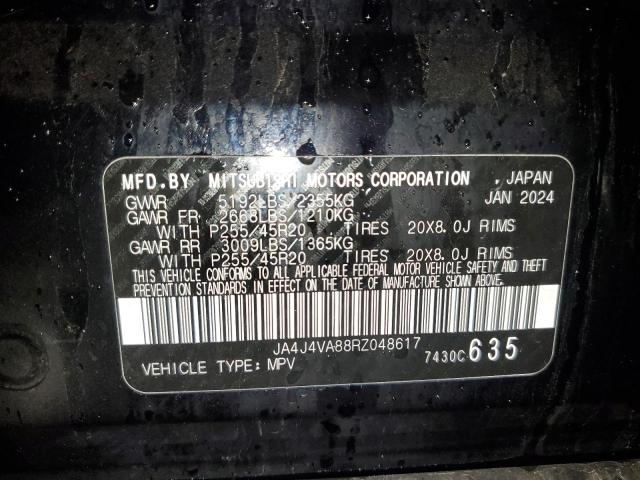 MFD.BY MITSUBISHI MOTORS CORPORATION , JAPAN
GVWR 5192LBS/2355KG JAN 2024
GAWR FR 2668LBS/1210KG
WITH P255/45R20 TIRES 20X8.0J RIMS
GAWR RR 3009LBS/1365KG
WITH P255/45R20 TIRES 20X8.0J RIMS
THIS VEHICLE CONFORMS TO ALL APPLICABLE FEDERAL MOTOR VEHICLE SAFETY AND THEFT
PREVENTION STANDARDS IN EFFECT ON THE DATE OF MANUFACTURE SHOWN ABOVE.
JA4J4VA88RZ048617
VEHICLE TYPE: MPV 7430C 635